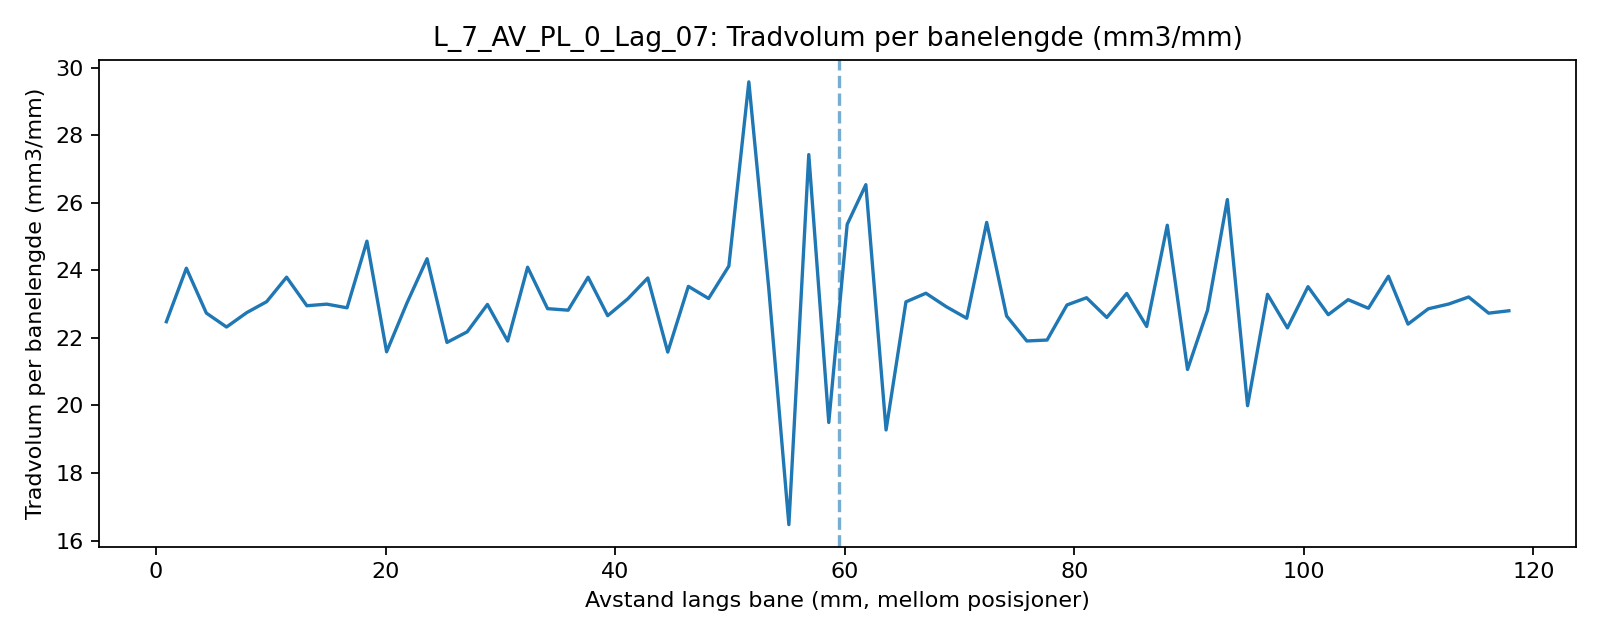 L_7_AV_PL_0_Lag_07: Tradvolum per banelengde (mm3/mm)
Tradvolum per banelengde (mm3/mm)
30
28
26
24
22
20
18
16
0 20 40 60 80 100 120
Avstand langs bane (mm, mellom posisjoner)